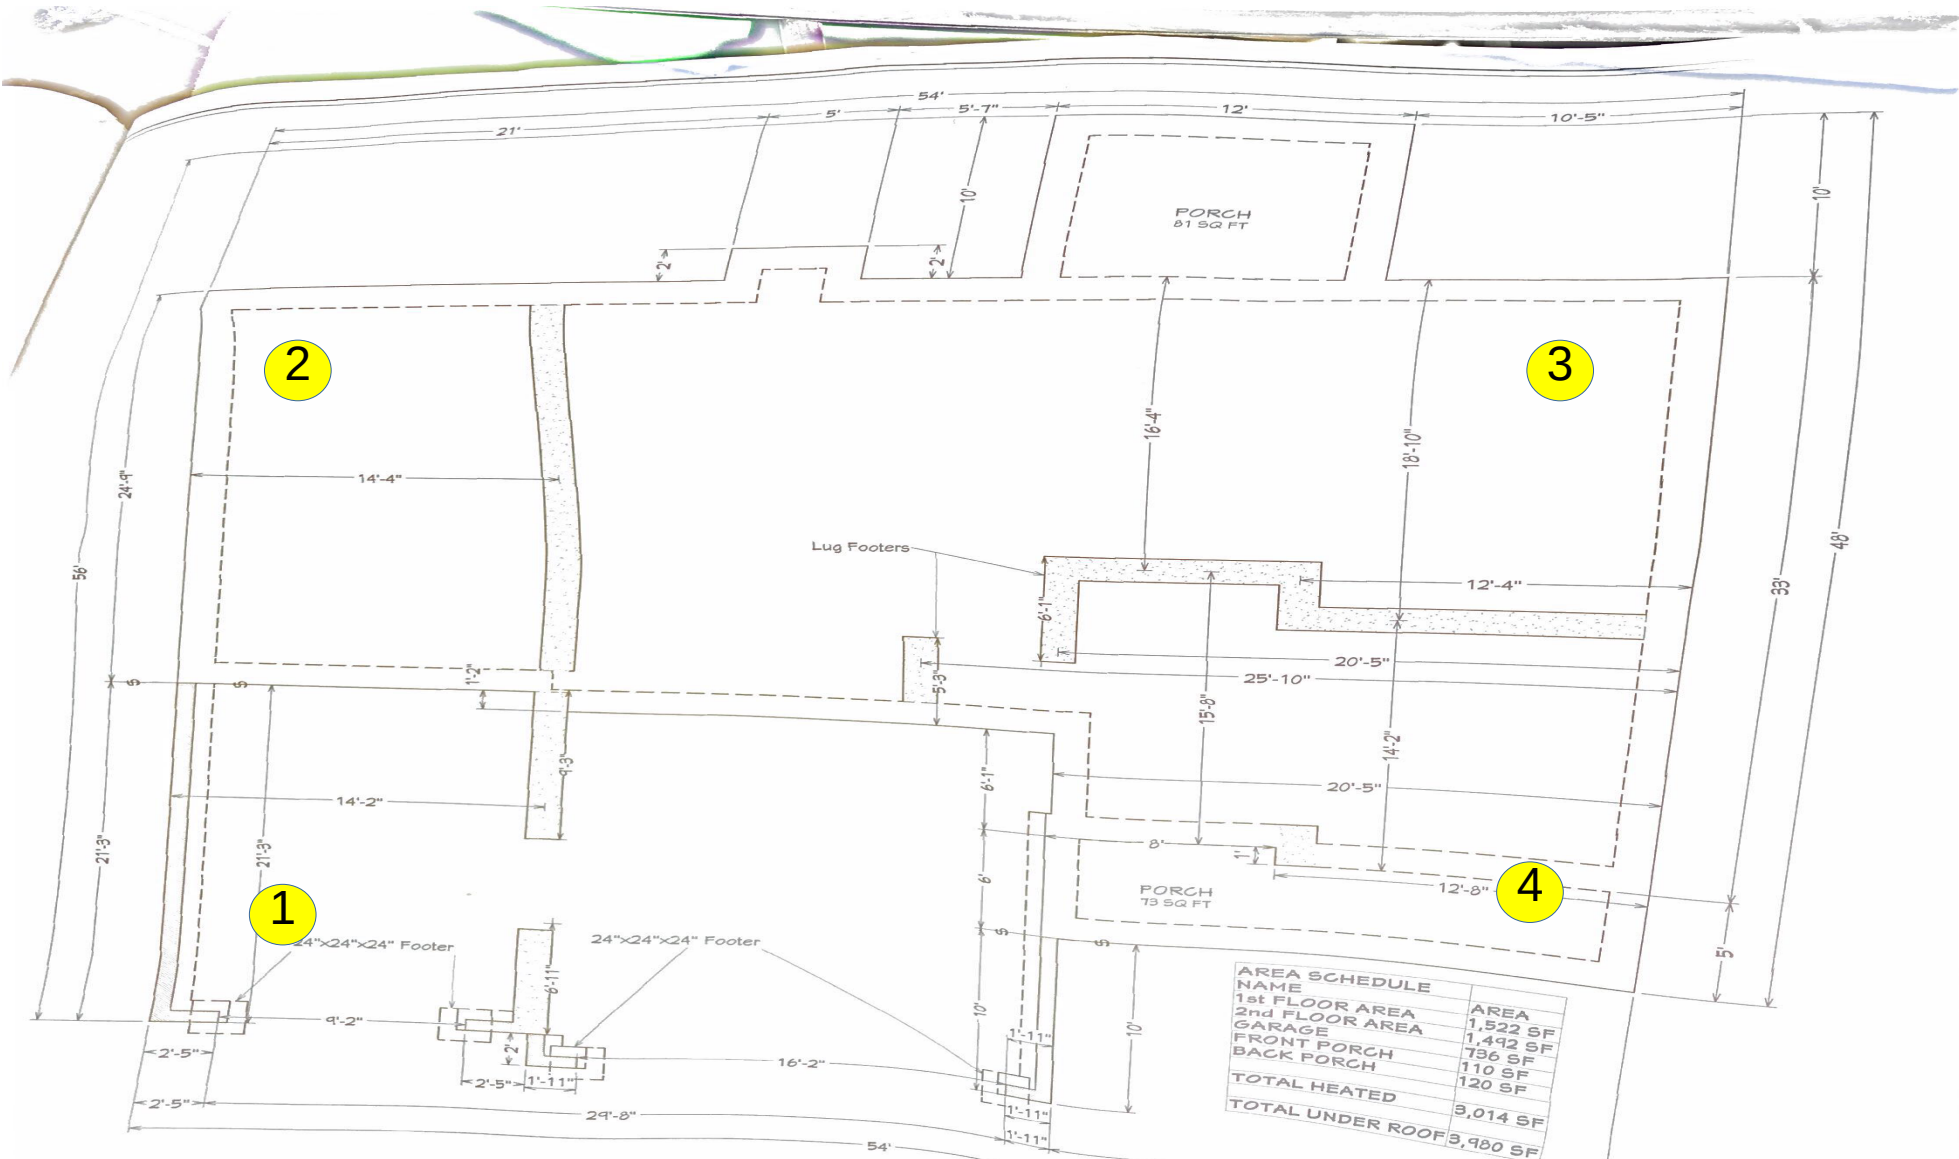 54'
21'
5'
5'-7"
12'
10'-5"
10'
10'
PORCH
81 SQ FT
2'
2'
2
3
16'-4"
18'-10"
24'-9"
14'-4"
56'
48'
33'
Lug Footers
12'-4"
6'-1"
20'-5"
25'-10"
1'-2"
5'-3"
15'-8"
14'-2"
S
S
9'-3"
6'-1"
20'-5"
14'-2"
21'-3"
21'-3"
8'
1'
6'
PORCH
73 SQ FT
12'-8"
4
1
24"x24"x24" Footer
24"x24"x24" Footer
S
S
5'
6'-11"
10'
10'
9'-2"
2'
1'-11"
16'-2"
2'-5"
2'-5"
1'-11"
2'-5"
29'-8"
1'-11"
1'-11"
54'
AREA SCHEDULE
NAME AREA
1st FLOOR AREA 1,522 SF
2nd FLOOR AREA 1,492 SF
GARAGE 736 SF
FRONT PORCH 110 SF
BACK PORCH 120 SF
TOTAL HEATED 3,014 SF
TOTAL UNDER ROOF 3,980 SF